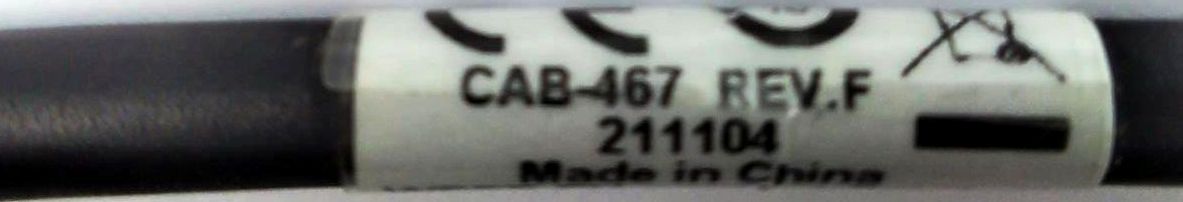 CAB-467 REV.F
211104
Made in China